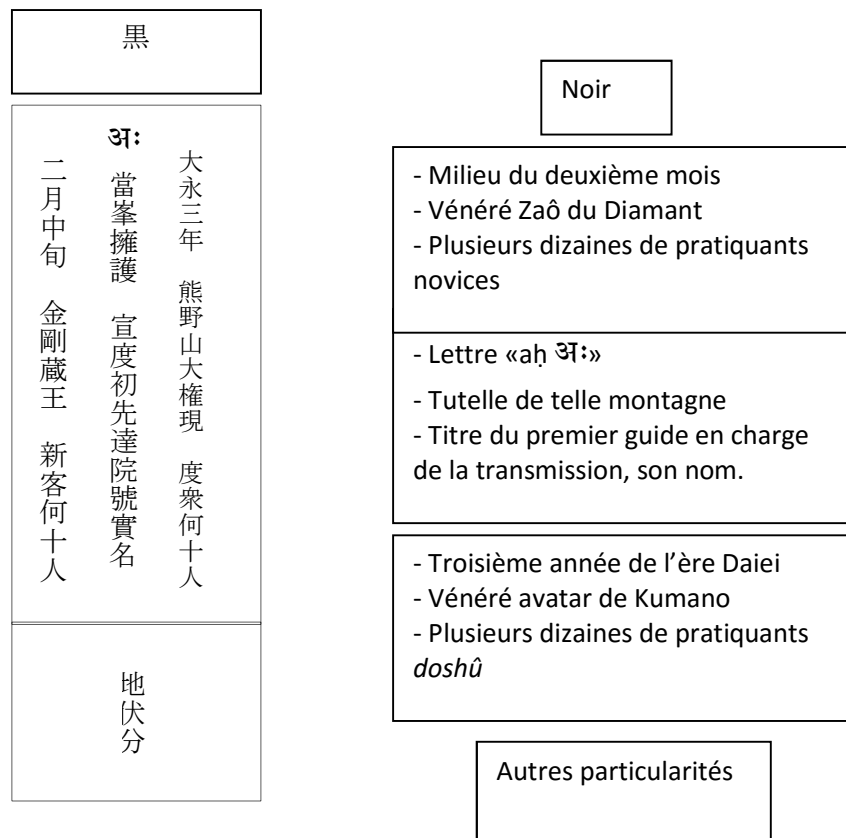 黒
大永三年　熊野山大権現　度衆何十人
अः 當峯擁護　宣度初先達院號實名
二月中旬　金剛蔵王　新客何十人
地伏分
Noir
- Milieu du deuxième mois
- Vénéré Zaô du Diamant
- Plusieurs dizaines de pratiquants
novices
- Lettre «aḥ अः»
- Tutelle de telle montagne
- Titre du premier guide en charge
de la transmission, son nom.
- Troisième année de l’ère Daiei
- Vénéré avatar de Kumano
- Plusieurs dizaines de pratiquants
doshû
Autres particularités